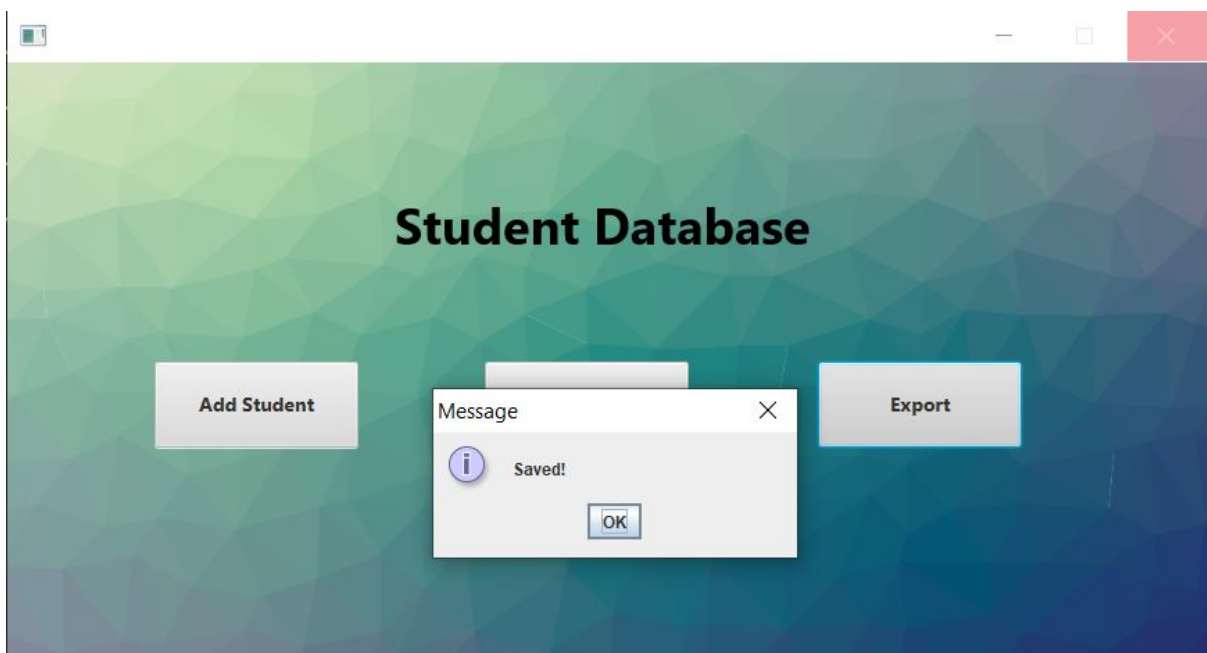 Student Database
Add Student
Export
Message
Saved!
OK